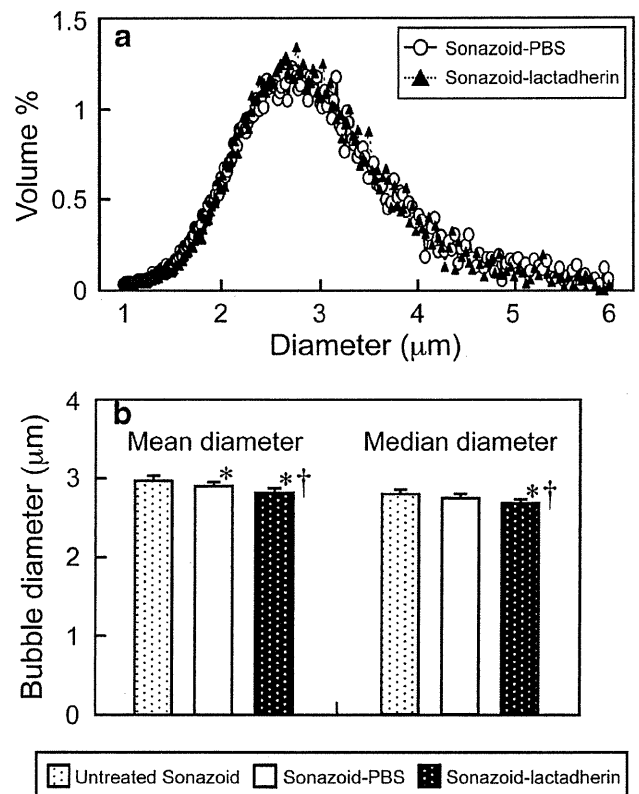 a
1.5
1
0.5
0
Volume %
Sonazoid-PBS
Sonazoid-lactadherin
1 2 3 4 5 6
Diameter (μm)
b
4
3
2
1
0
Bubble diameter (μm)
Mean diameter
Median diameter
* *† *†
Untreated Sonazoid Sonazoid-PBS Sonazoid-lactadherin